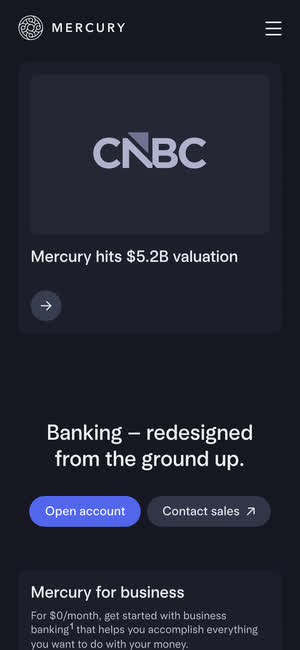 MERCURY
CNBC
Mercury hits $5.2B valuation
Banking – redesigned
from the ground up.
Open account
Contact sales
Mercury for business
For $0/month, get started with business
banking¹ that helps you accomplish everything
you want to do with your money.